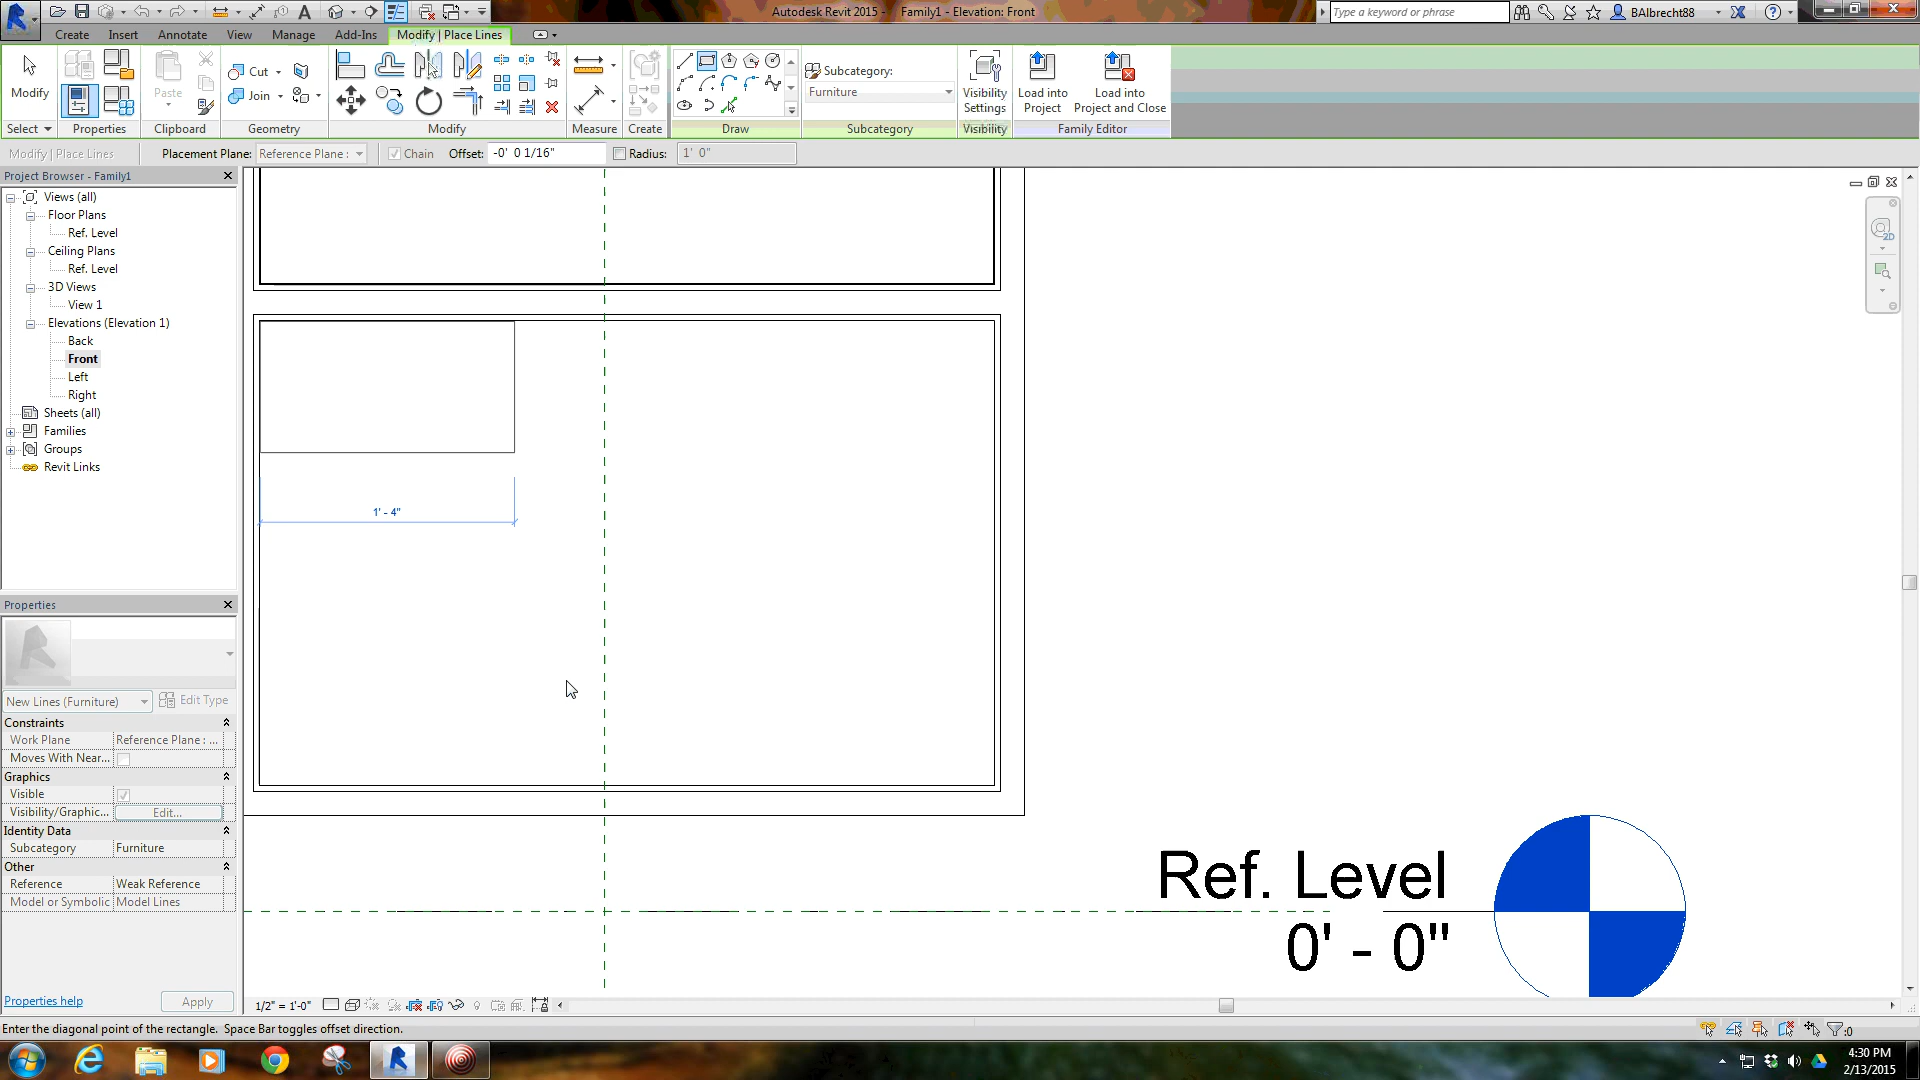 Autodesk Revit 2015 - Family1 - Elevation: Front
Type a keyword or phrase
BAlbrecht88
Create Insert Annotate View Manage Add-Ins Modify | Place Lines
Modify
Paste
Cut
Join
Subcategory:
Furniture
Visibility Settings
Load into Project
Load into Project and Close
Select Properties Clipboard Geometry Modify Measure Create Draw Subcategory Visibility Family Editor
Modify | Place Lines Placement Plane: Reference Plane : Chain Offset: -0' 0 1/16" Radius: 1' 0"
Project Browser - Family1
Views (all)
Floor Plans
Ref. Level
Ceiling Plans
Ref. Level
3D Views
View 1
Elevations (Elevation 1)
Back
Front
Left
Right
Sheets (all)
Families
Groups
Revit Links
2D
1' - 4"
Properties
New Lines (Furniture) Edit Type
Constraints
Work Plane Reference Plane : ...
Moves With Near...
Graphics
Visible
Visibility/Graphic... Edit...
Identity Data
Subcategory Furniture
Other
Reference Weak Reference
Model or Symbolic Model Lines
Properties help Apply
Ref. Level
0' - 0"
1/2" = 1'-0"
Enter the diagonal point of the rectangle. Space Bar toggles offset direction.
:0
4:30 PM
2/13/2015